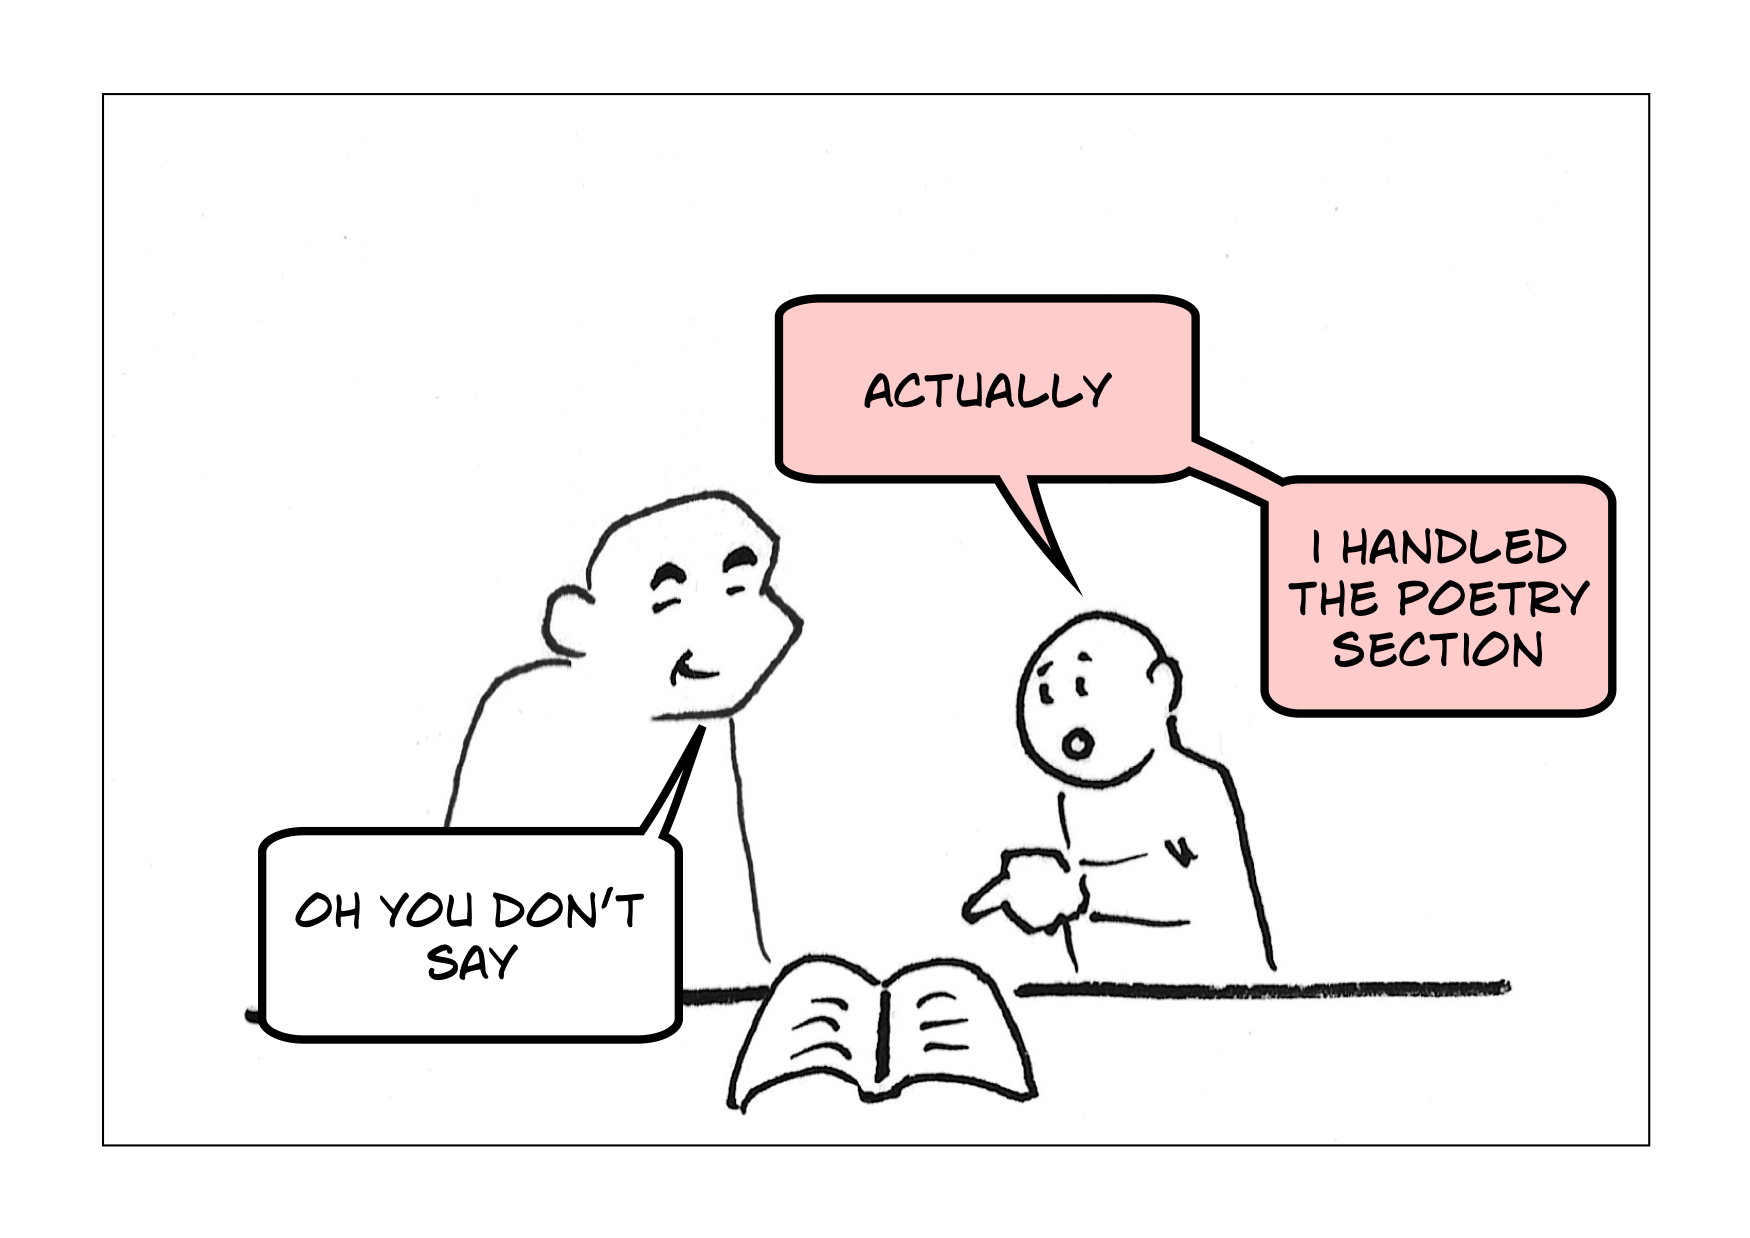 ACTUALLY
I HANDLED
THE POETRY
SECTION
OH YOU DON'T
SAY